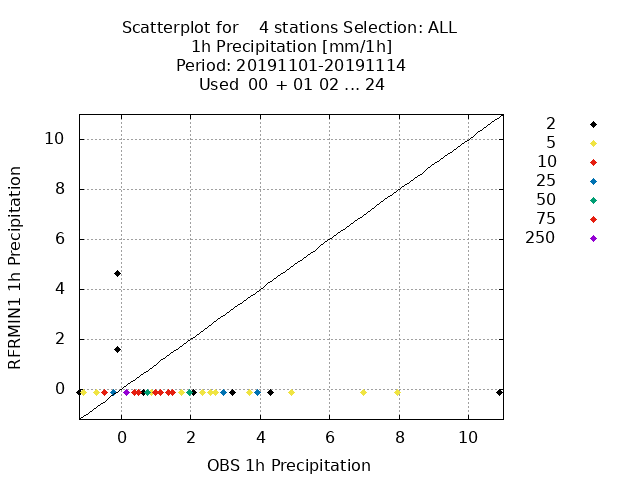 Scatterplot for    4 stations Selection: ALL
1h Precipitation [mm/1h]
Period: 20191101-20191114
Used  00 + 01 02 ... 24
RFRMIN1 1h Precipitation
10
8
6
4
2
0
0 2 4 6 8 10
OBS 1h Precipitation
2
5
10
25
50
75
250